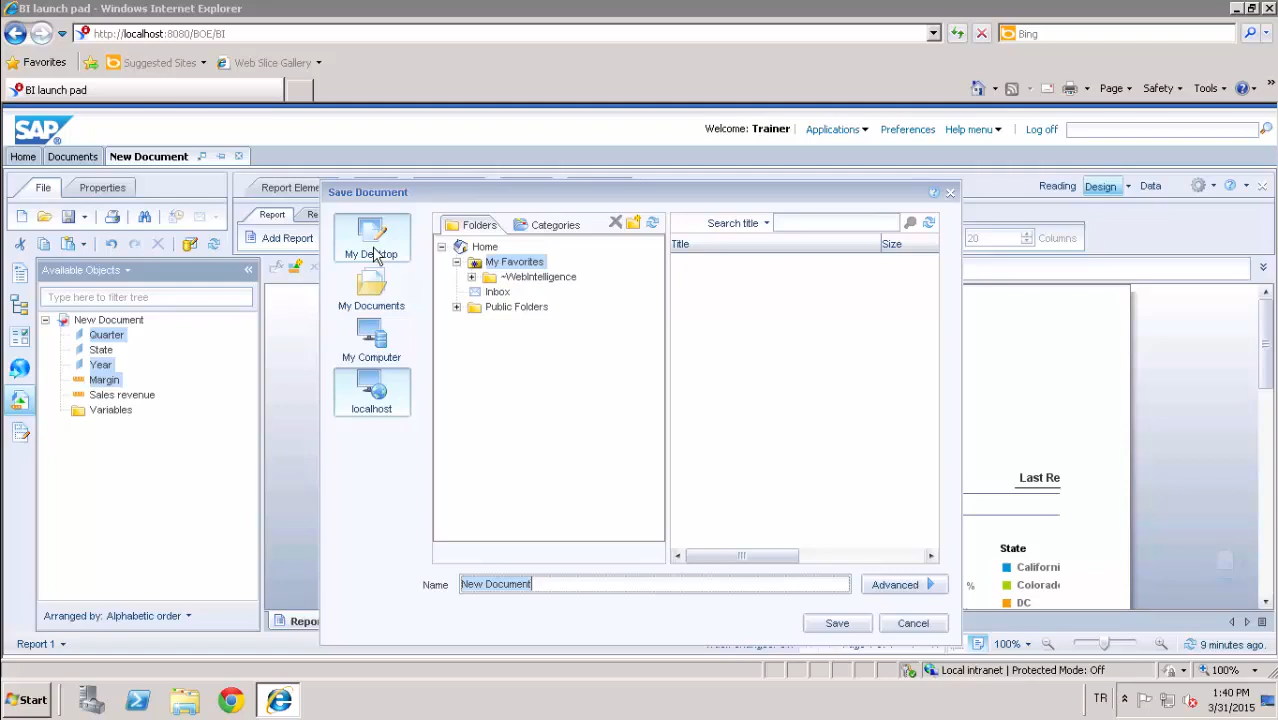 BI launch pad - Windows Internet Explorer
http://localhost:8080/BOE/BI
Bing
Favorites
Suggested Sites
Web Slice Gallery
BI launch pad
Page
Safety
Tools
SAP
Welcome: Trainer
Applications
Preferences
Help menu
Log off
Home
Documents
New Document
File
Properties
Report Eleme
Reading
Design
Data
Report
Re
Add Report
20
Columns
Available Objects
Type here to filter tree
New Document
Quarter
State
Year
Margin
Sales revenue
Variables
Arranged by: Alphabetic order
Report 1
Save Document
My Desktop
My Documents
My Computer
localhost
Folders
Categories
Home
My Favorites
~WebIntelligence
Inbox
Public Folders
Search title
Title
Size
Name
New Document
Advanced
Save
Cancel
Last Re
State
Californi
Colorado
%
DC
Repor
100%
9 minutes ago.
Local intranet | Protected Mode: Off
100%
Start
TR
1:40 PM
3/31/2015